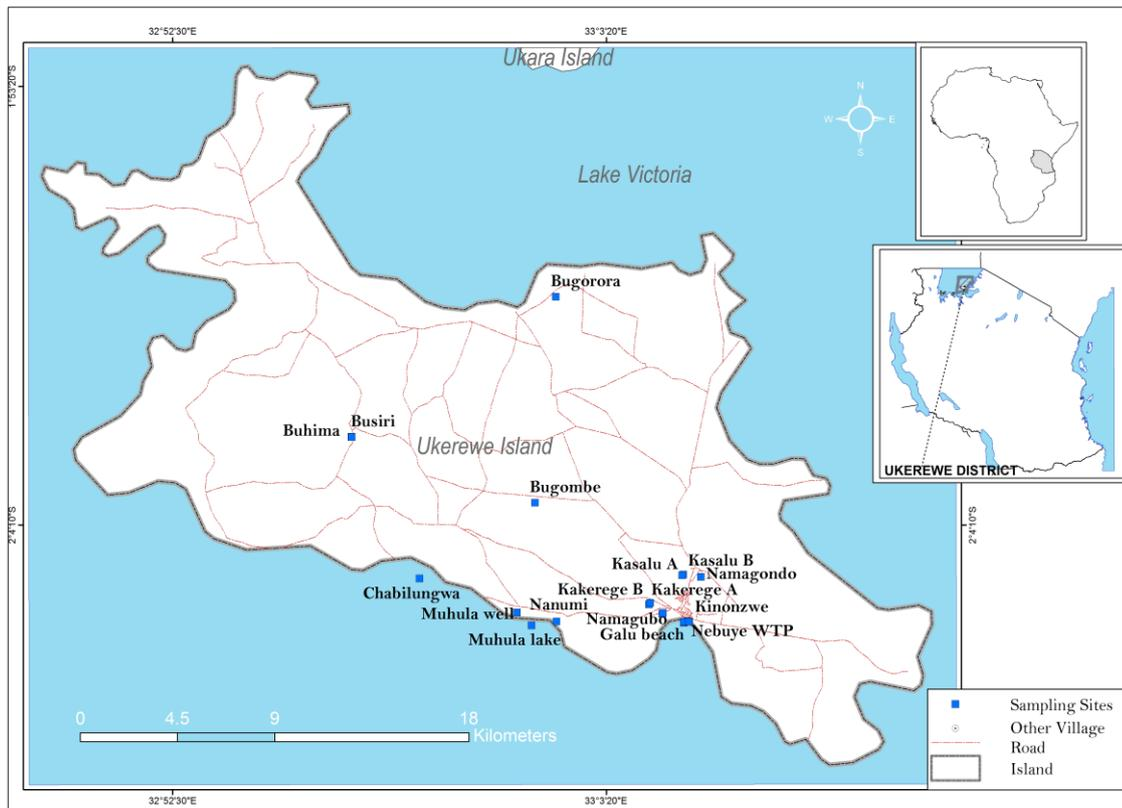 32°52'30"E
33°3'20"E
Ukara Island
1°53'20"S
N
W
E
S
Lake Victoria
Bugorora
Busiri
Buhima
Ukerewe Island
UKEREWE DISTRICT
Bugombe
2°4'10"S
2°4'10"S
Kasalu B
Kasalu A
Namagondo
Chabilungwa
Kakerege B
Kakerege A
Nanumi
Kinonzwe
Muhula well
Namagubo
Galu beach
Nebuye WTP
Muhula lake
0
4.5
9
18
Kilometers
Sampling Sites
Other Village
Road
Island
32°52'30"E
33°3'20"E